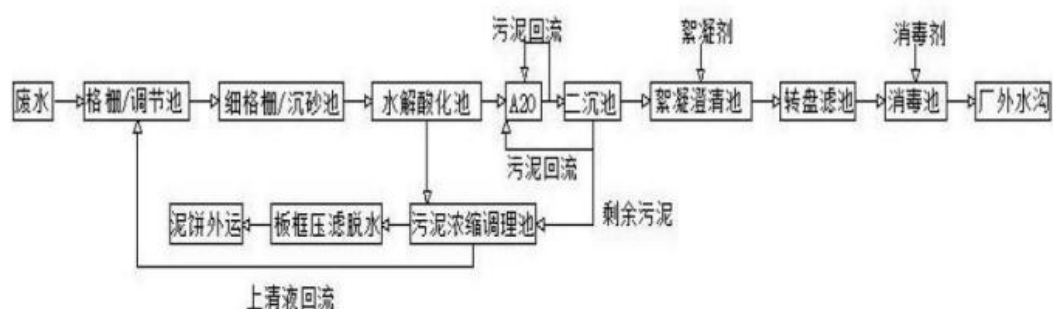 污泥回流
絮凝剂
消毒剂
废水
格栅/调节池
细格栅/沉砂池
水解酸化池
A20
二沉池
絮凝澄清池
转盘滤池
消毒池
厂外水沟
污泥回流
剩余污泥
泥饼外运
板框压滤脱水
污泥浓缩调理池
上清液回流